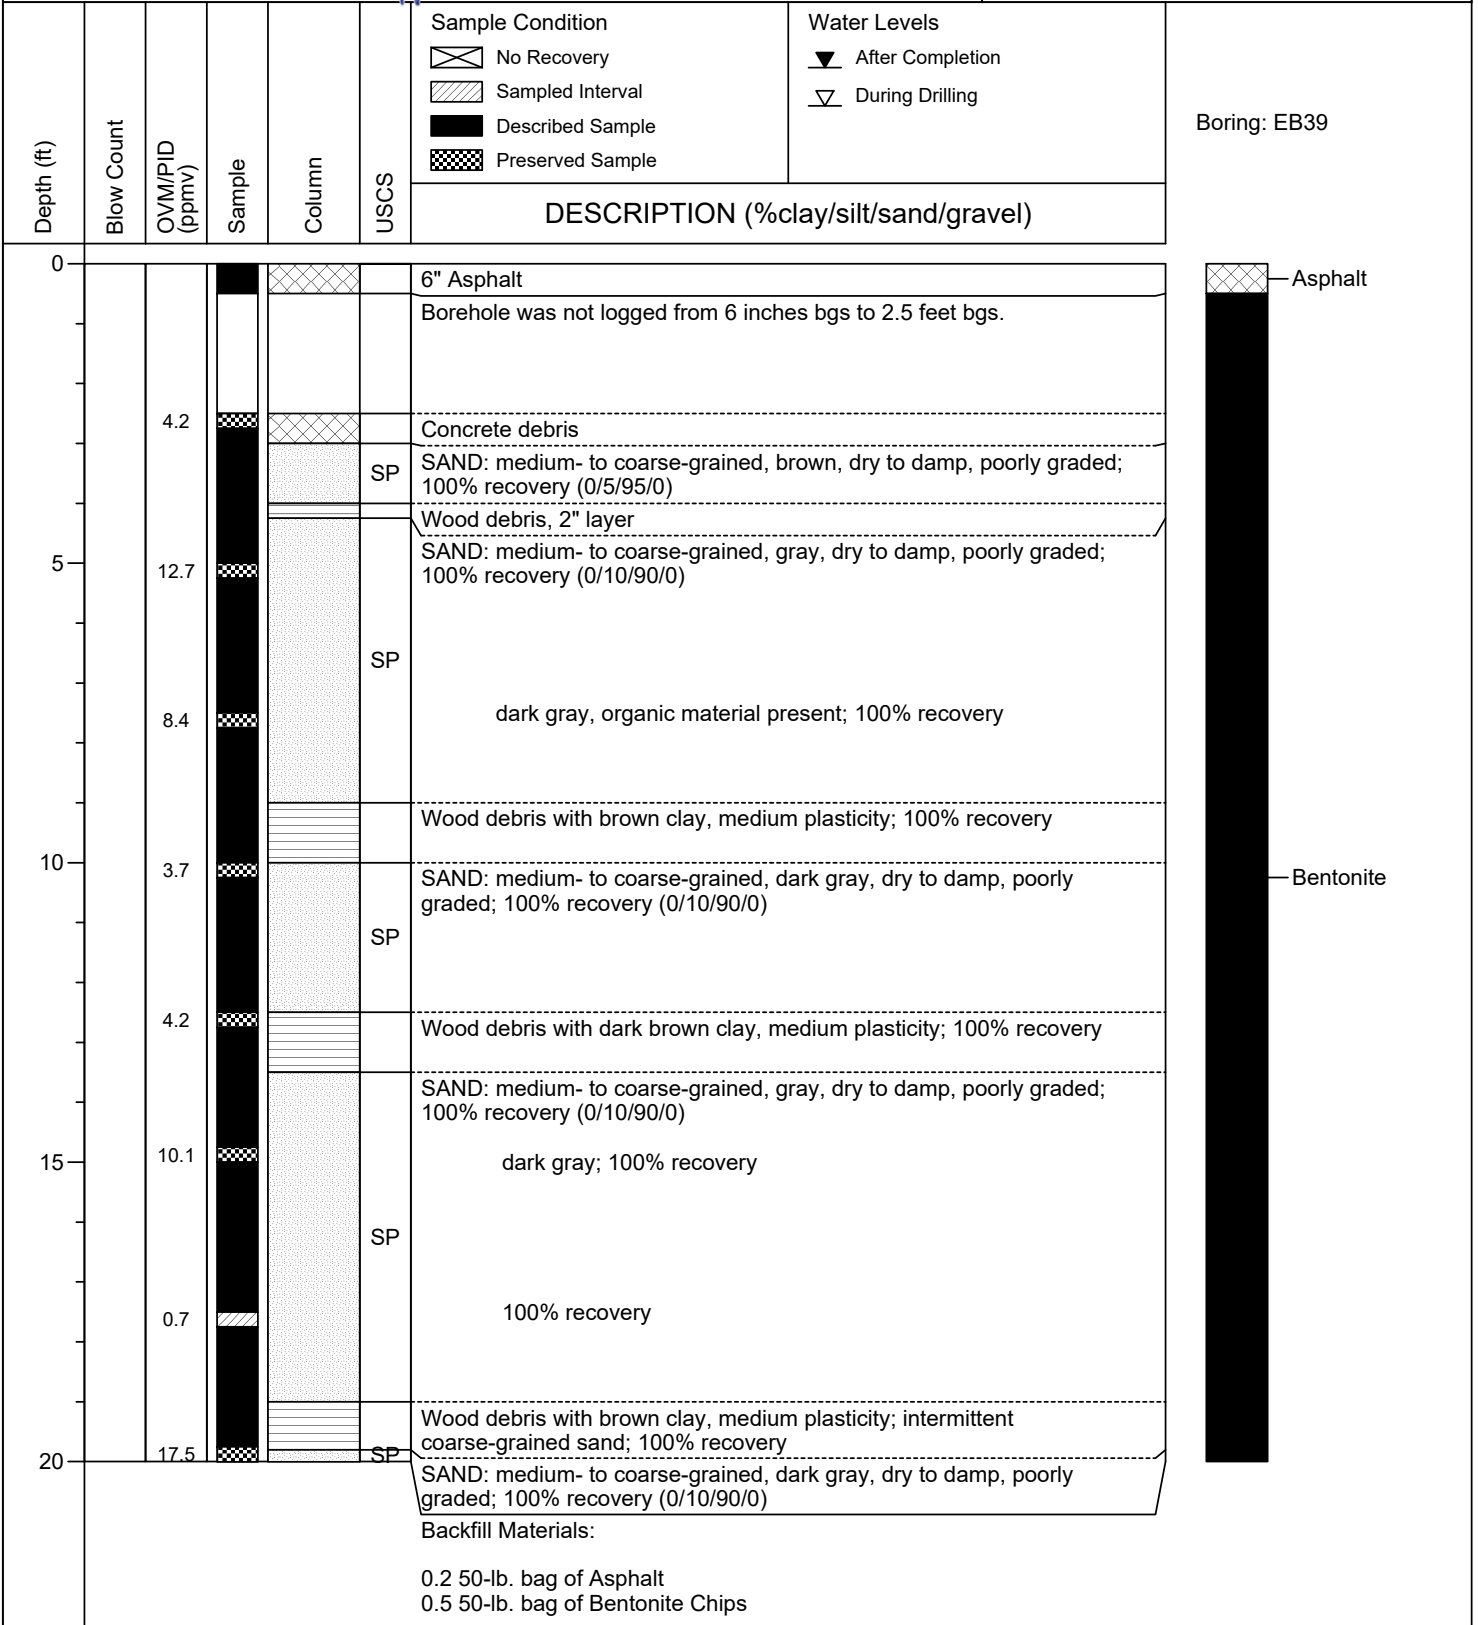 Sample Condition
No Recovery
Sampled Interval
Described Sample
Preserved Sample
Water Levels
After Completion
During Drilling
Boring: EB39
Depth (ft)
Blow Count
OVM/PID
(ppmv)
Sample
Column
USCS
DESCRIPTION (%clay/silt/sand/gravel)
0
6" Asphalt
Asphalt
Borehole was not logged from 6 inches bgs to 2.5 feet bgs.
4.2
Concrete debris
SP
SAND: medium- to coarse-grained, brown, dry to damp, poorly graded;
100% recovery (0/5/95/0)
Wood debris, 2" layer
5
12.7
SAND: medium- to coarse-grained, gray, dry to damp, poorly graded;
100% recovery (0/10/90/0)
SP
8.4
dark gray, organic material present; 100% recovery
Wood debris with brown clay, medium plasticity; 100% recovery
10
3.7
SAND: medium- to coarse-grained, dark gray, dry to damp, poorly
graded; 100% recovery (0/10/90/0)
Bentonite
SP
4.2
Wood debris with dark brown clay, medium plasticity; 100% recovery
SAND: medium- to coarse-grained, gray, dry to damp, poorly graded;
100% recovery (0/10/90/0)
15
10.1
dark gray; 100% recovery
SP
0.7
100% recovery
Wood debris with brown clay, medium plasticity; intermittent
coarse-grained sand; 100% recovery
20
17.5
SP
SAND: medium- to coarse-grained, dark gray, dry to damp, poorly
graded; 100% recovery (0/10/90/0)
Backfill Materials:
0.2 50-lb. bag of Asphalt
0.5 50-lb. bag of Bentonite Chips